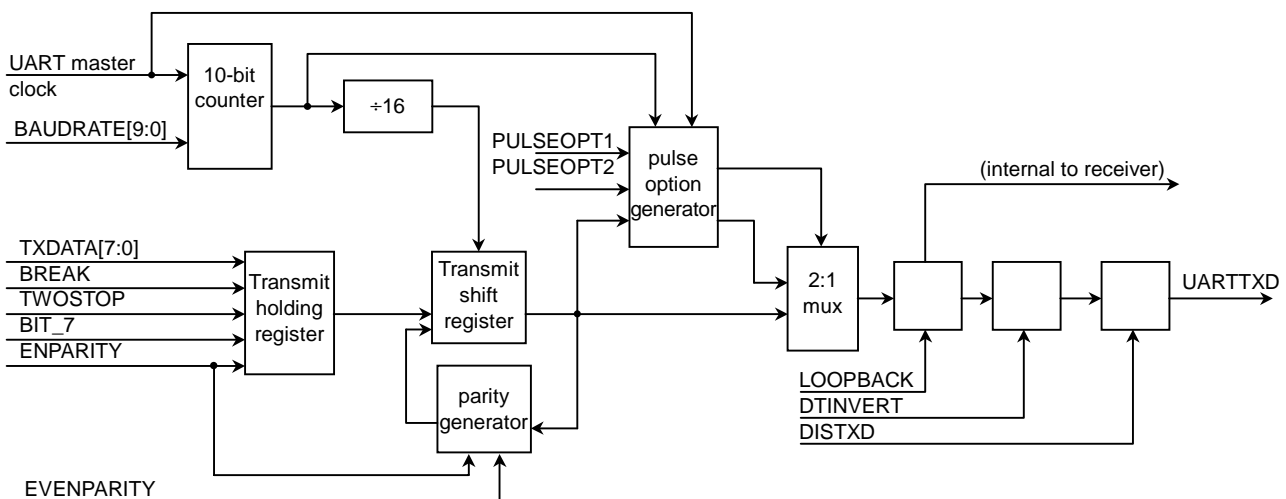 UART master
clock
10-bit
counter
÷16
BAUDRATE[9:0]
PULSEOPT1
PULSEOPT2
pulse
option
generator
(internal to receiver)
TXDATA[7:0]
BREAK
TWOSTOP
BIT_7
ENPARITY
Transmit
holding
register
Transmit
shift
register
2:1
mux
UARTTXD
parity
generator
LOOPBACK
DTINVERT
DISTXD
EVENPARITY